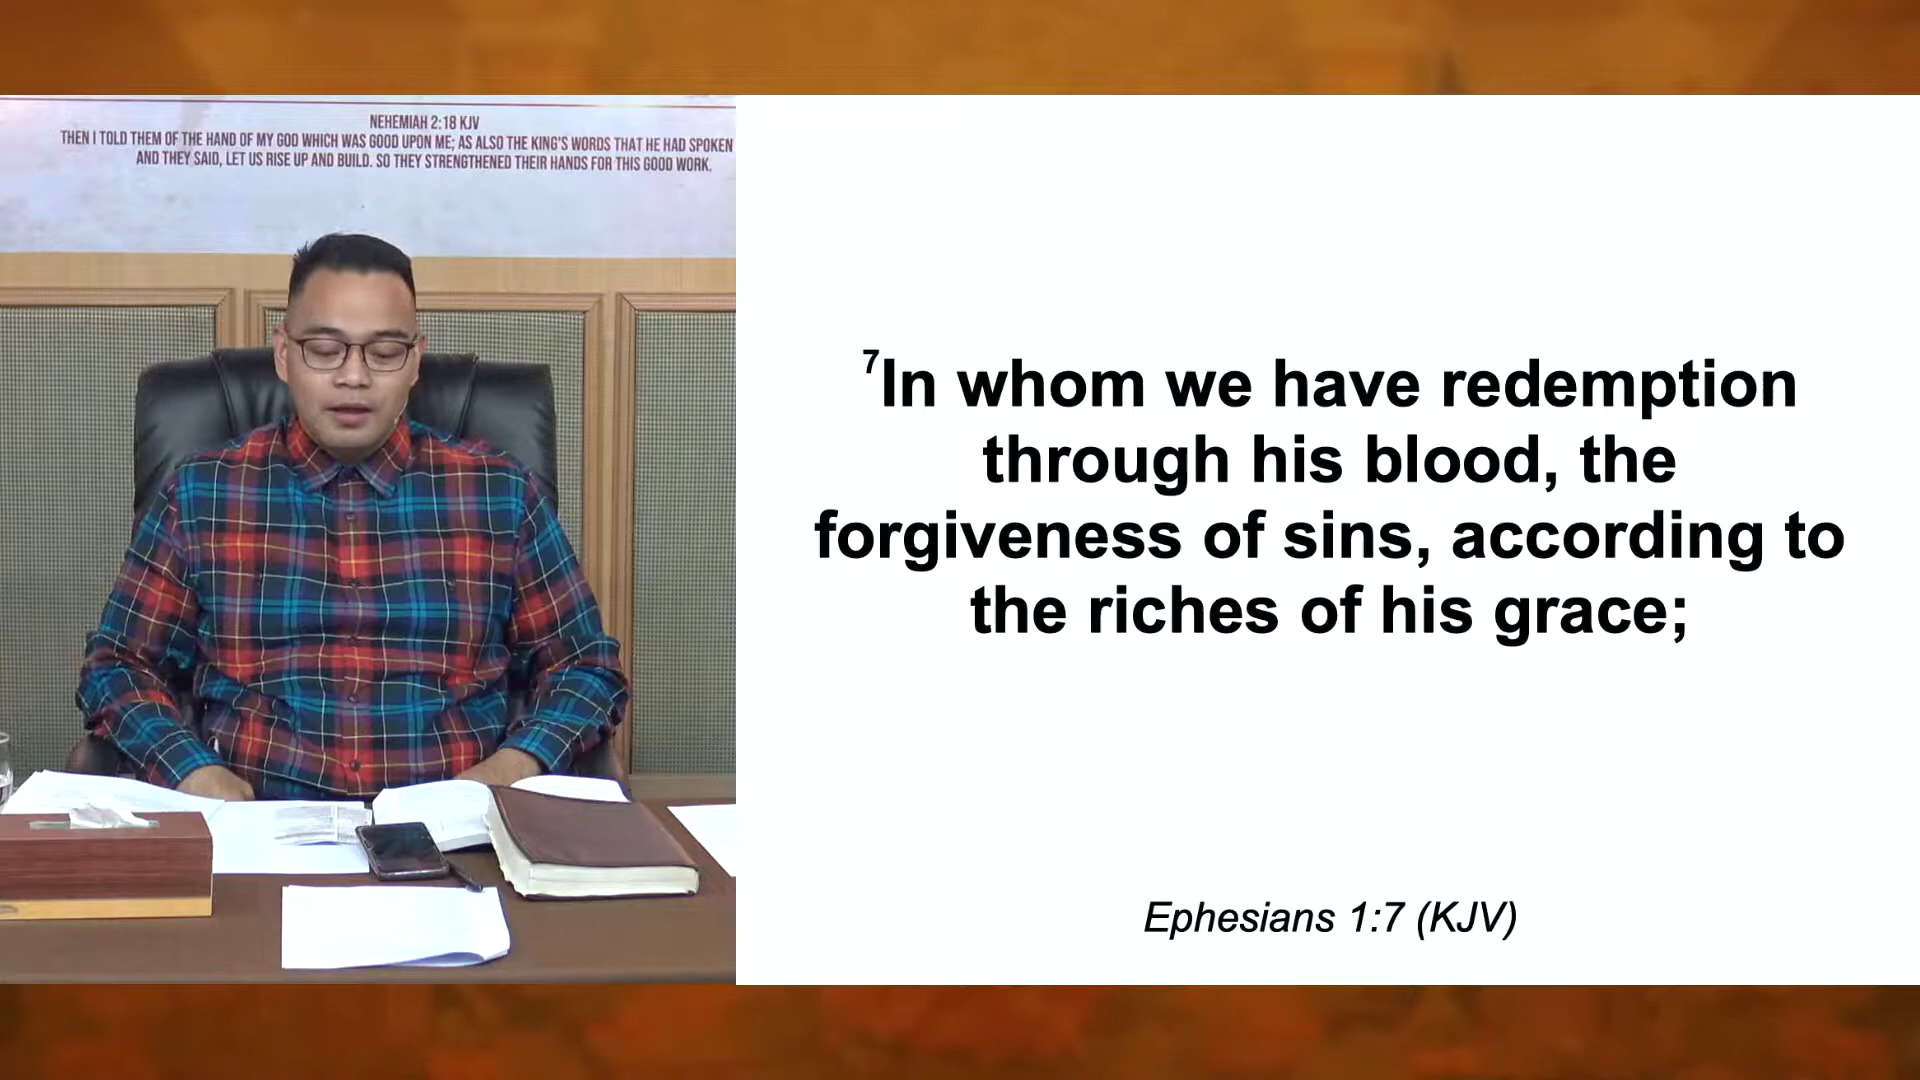 NEHEMIAH 2:18 KJV
THEN I TOLD THEM OF THE HAND OF MY GOD WHICH WAS GOOD UPON ME; AS ALSO THE KING'S WORDS THAT HE HAD SPOKEN
AND THEY SAID, LET US RISE UP AND BUILD. SO THEY STRENGTHENED THEIR HANDS FOR THIS GOOD WORK.
7In whom we have redemption
through his blood, the
forgiveness of sins, according to
the riches of his grace;
Ephesians 1:7 (KJV)